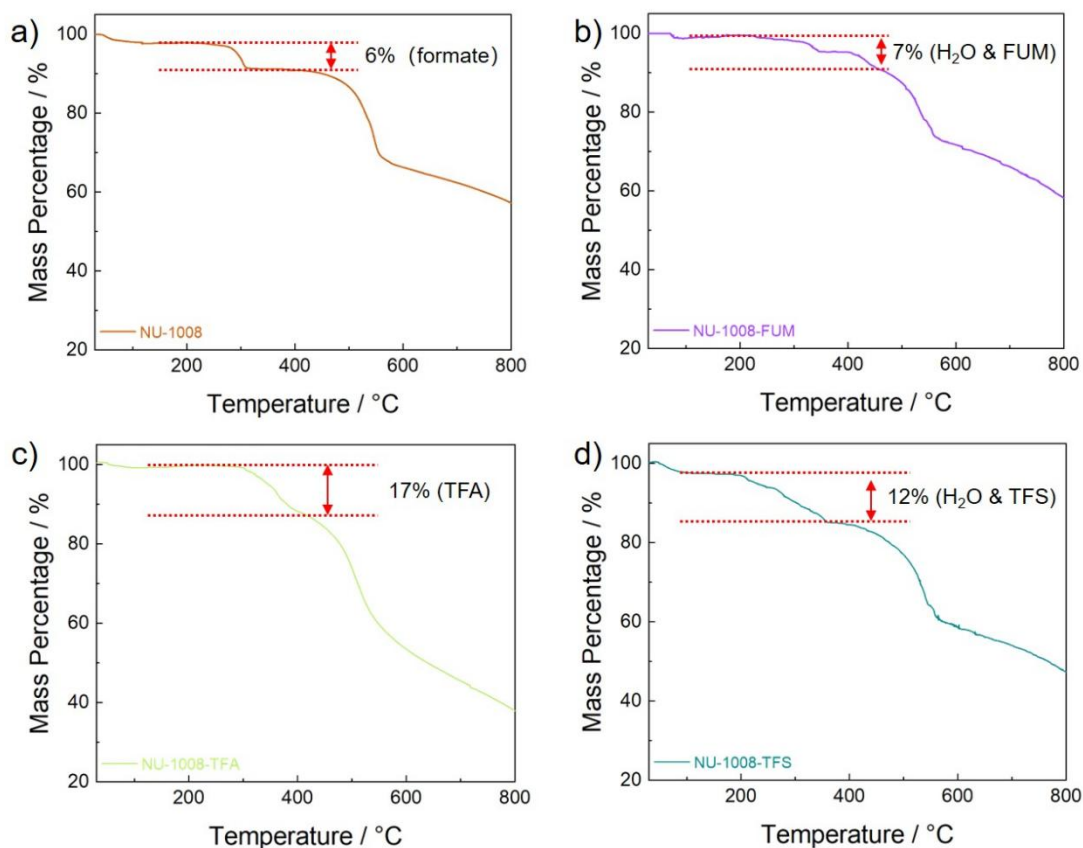 a)
100
80
60
40
20
Mass Percentage / %
6% (formate)
NU-1008
200
400
600
800
Temperature / °C
b)
100
80
60
40
20
Mass Percentage / %
7% (H₂O & FUM)
NU-1008-FUM
200
400
600
800
Temperature / °C
c)
100
80
60
40
20
Mass Percentage / %
17% (TFA)
NU-1008-TFA
200
400
600
800
Temperature / °C
d)
100
80
60
40
20
Mass Percentage / %
12% (H₂O & TFS)
NU-1008-TFS
200
400
600
800
Temperature / °C